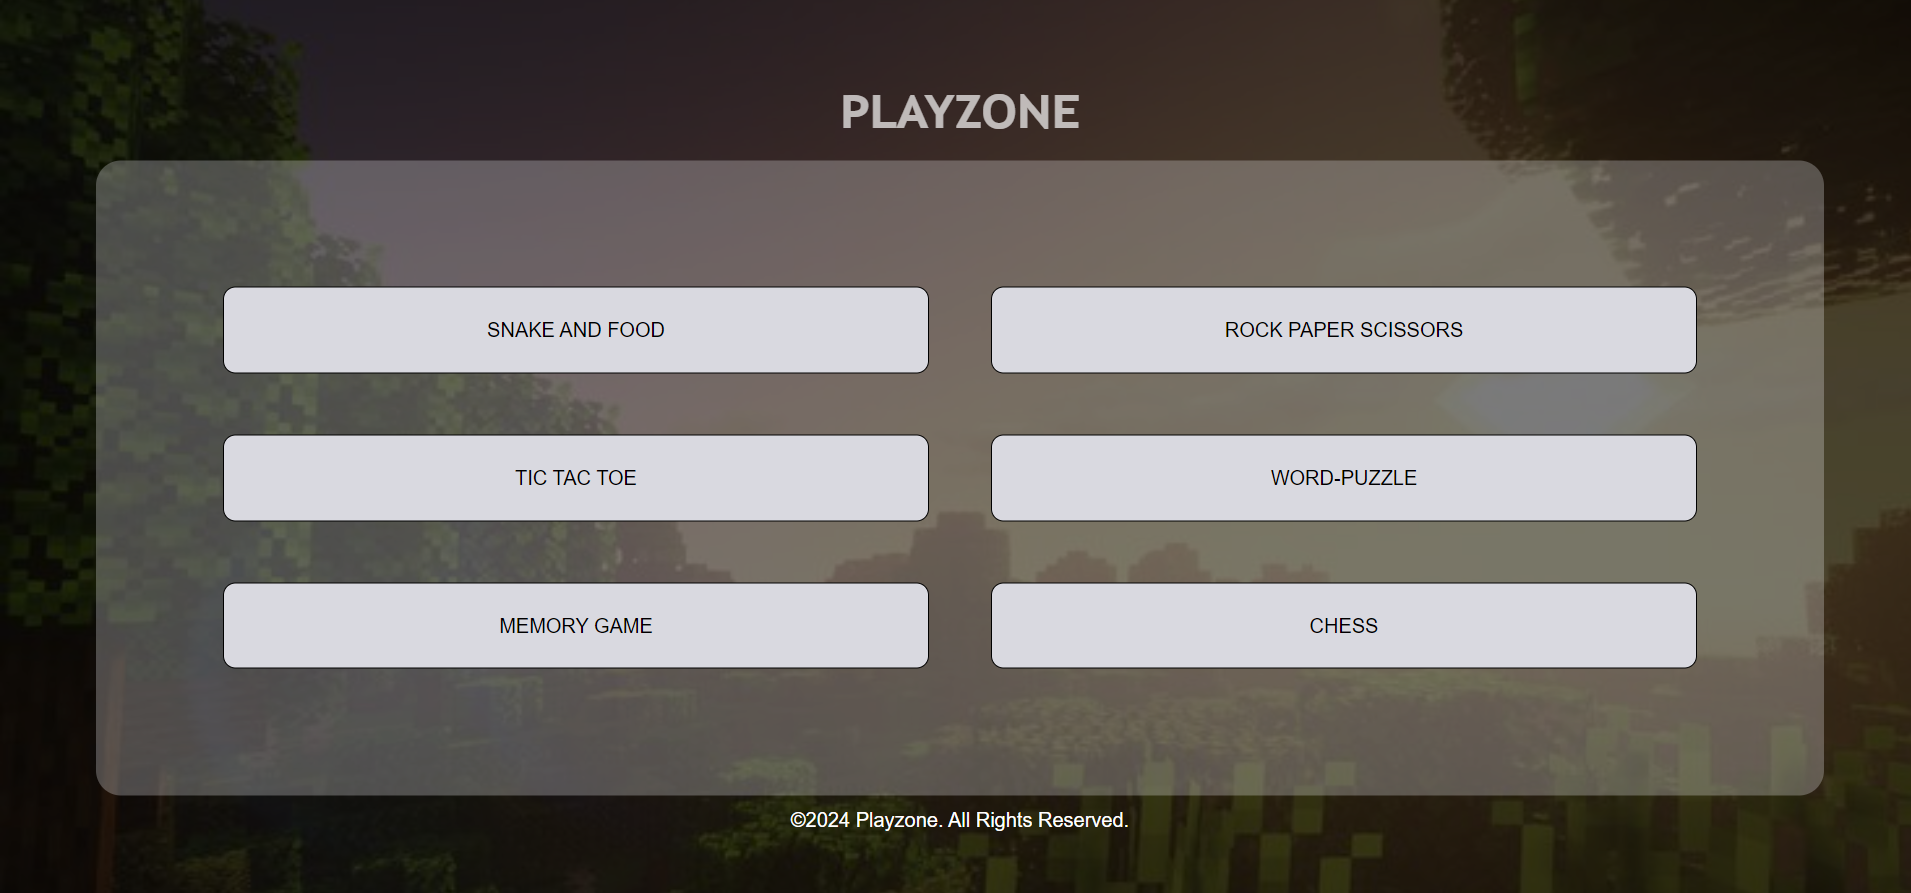 PLAYZONE
SNAKE AND FOOD
ROCK PAPER SCISSORS
TIC TAC TOE
WORD-PUZZLE
MEMORY GAME
CHESS
©2024 Playzone. All Rights Reserved.